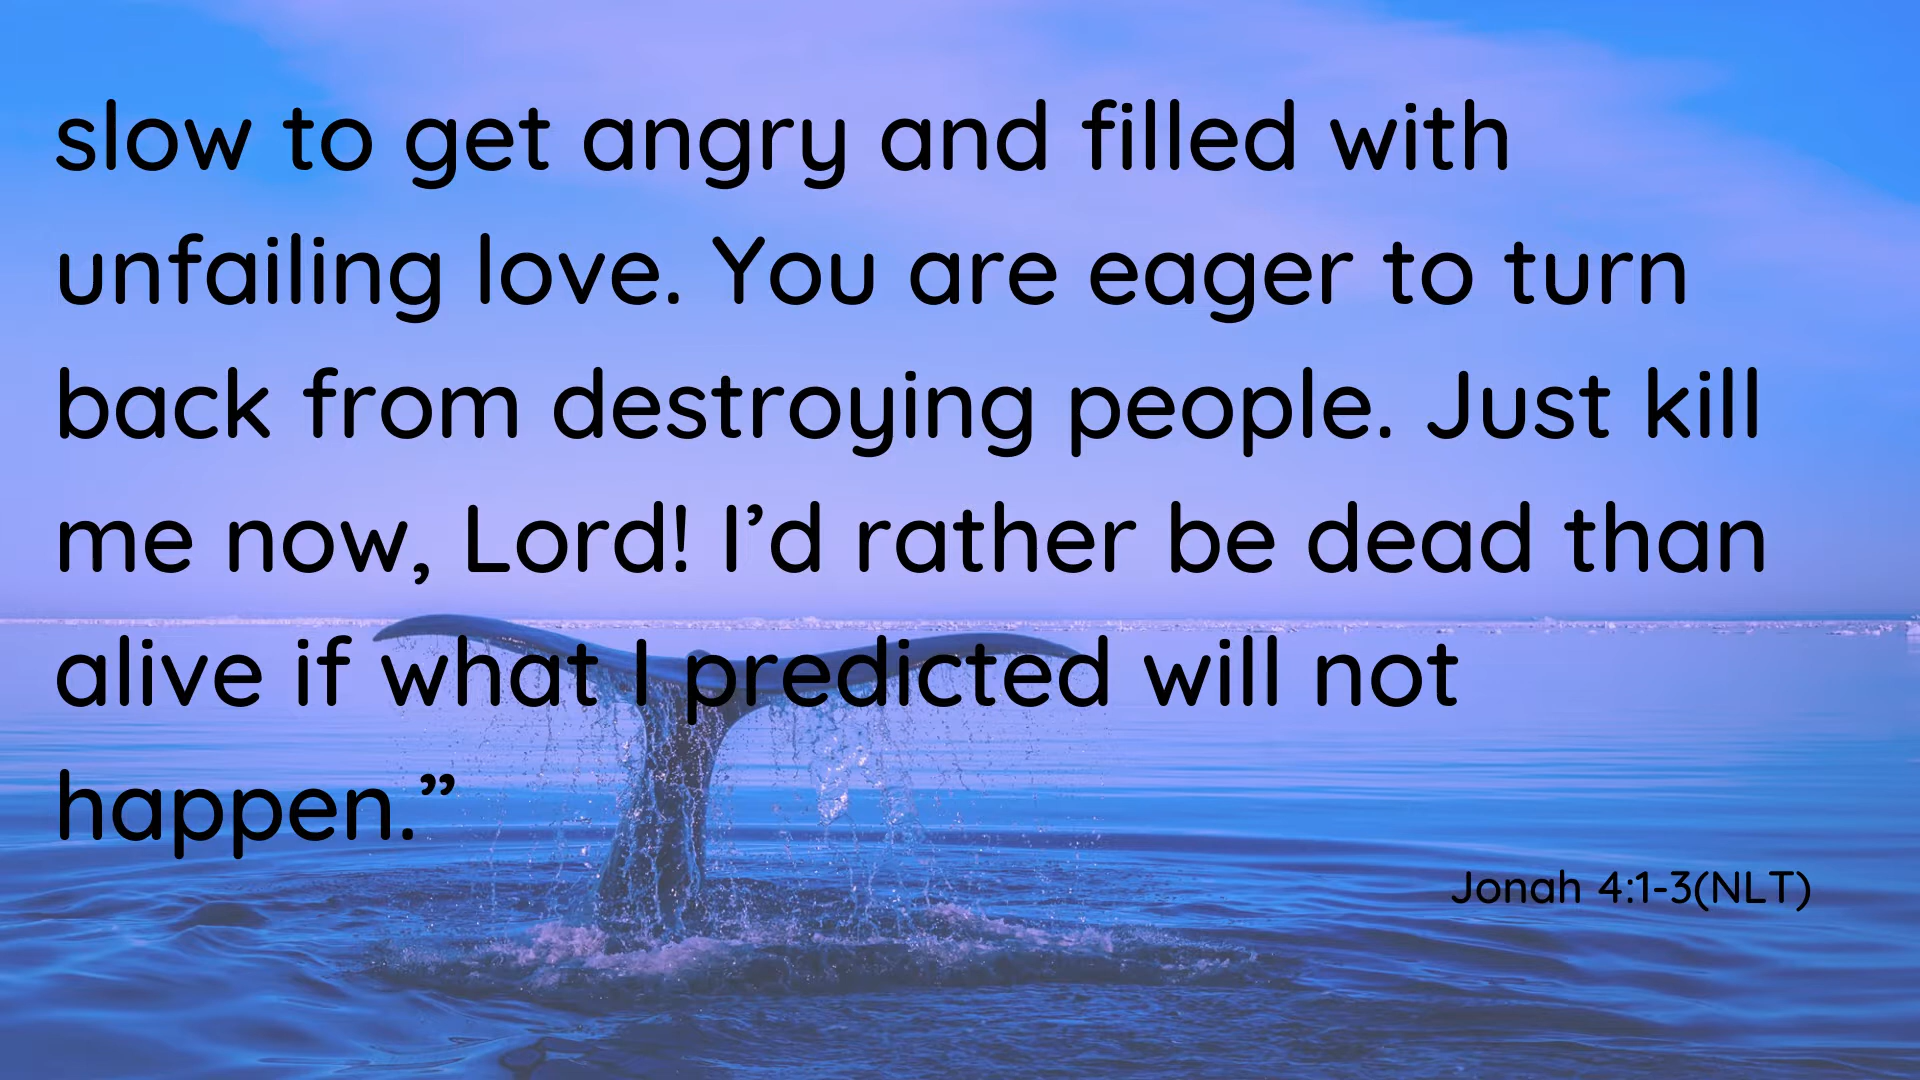 slow to get angry and filled with
unfailing love. You are eager to turn
back from destroying people. Just kill
me now, Lord! I’d rather be dead than
alive if what I predicted will not
happen.”
Jonah 4:1-3(NLT)